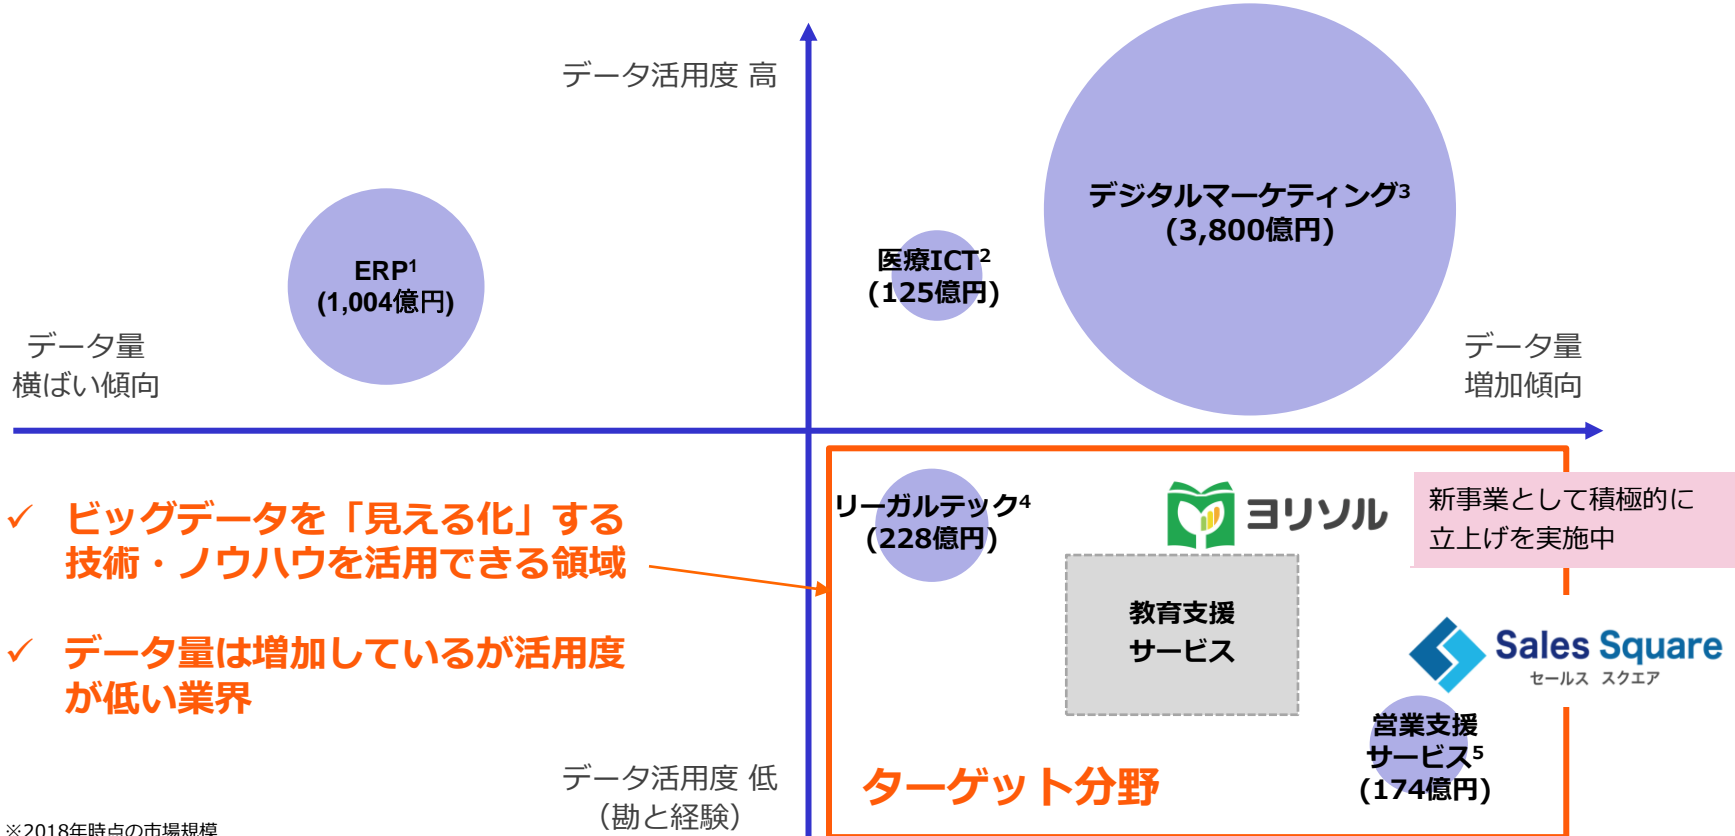 データ活用度 高
デジタルマーケティング3
(3,800億円)
医療ICT2
(125億円)
ERP1
(1,004億円)
データ量
横ばい傾向
データ量
増加傾向
✓ ビッグデータを「見える化」する
技術・ノウハウを活用できる領域
✓ データ量は増加しているが活用度
が低い業界
リーガルテック4
(228億円)
ヨリソル
新事業として積極的に
立上げを実施中
教育支援
サービス
Sales Square
セールス スクエア
営業支援
サービス5
(174億円)
ターゲット分野
データ活用度 低
（勘と経験）
※2018年時点の市場規模